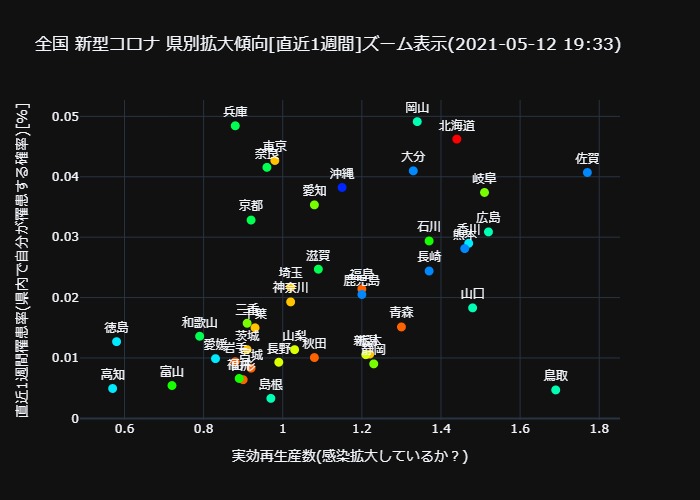 全国 新型コロナ 県別拡大傾向[直近1週間]ズーム表示(2021-05-12 19:33)
直近1週間罹患率(県内で自分が罹患する確率)[%]
0.05
0.04
0.03
0.02
0.01
0
兵庫
岡山
北海道
東京
奈良
大分
佐賀
沖縄
岐阜
愛知
京都
広島
石川
香川
熊本
滋賀
長崎
埼玉
福島
神奈川
鹿児島
山口
三重
千葉
青森
徳島
和歌山
茨城
山梨
愛媛
岩手
長野
秋田
宮城
静岡
高知
富山
島根
鳥取
0.6
0.8
1
1.2
1.4
1.6
1.8
実効再生産数(感染拡大しているか？)